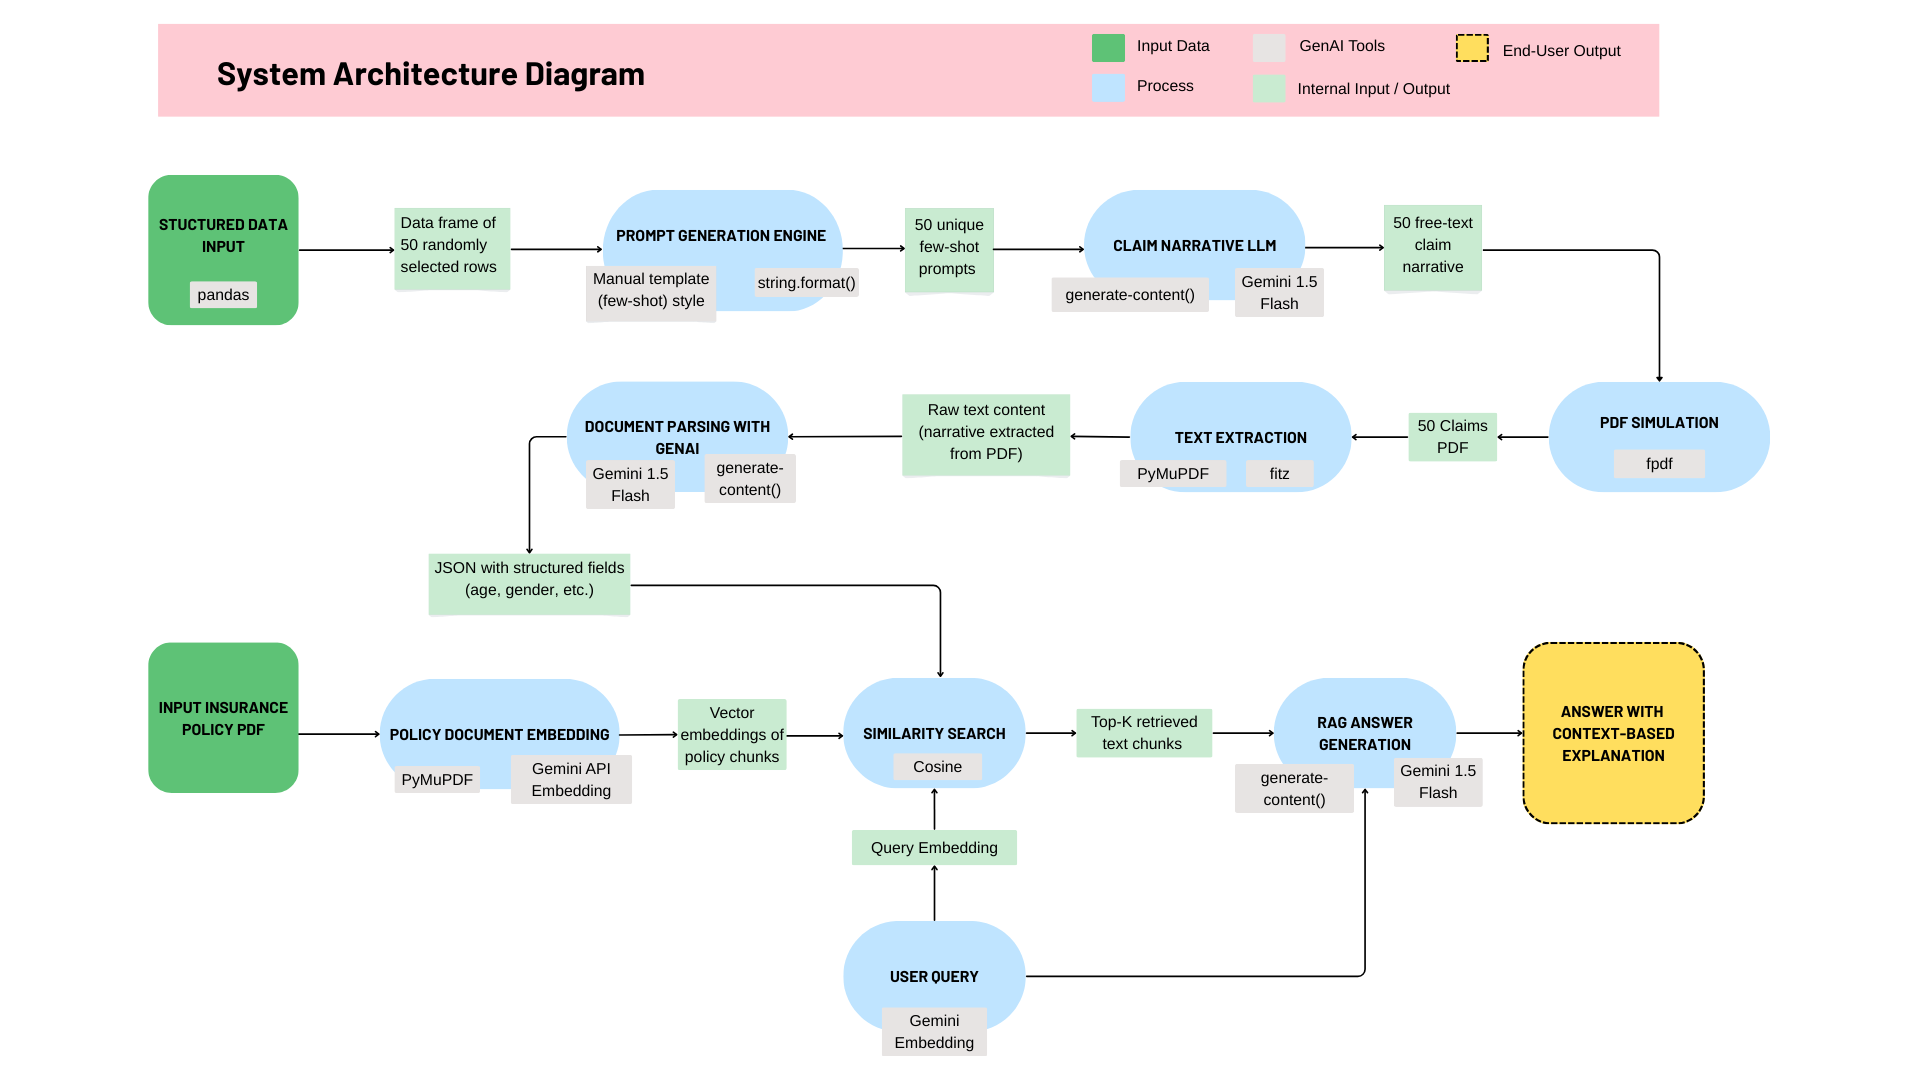 System Architecture Diagram
Input Data
GenAI Tools
End-User Output
Process
Internal Input / Output
STUCTURED DATA
INPUT
pandas
Data frame of
50 randomly
selected rows
PROMPT GENERATION ENGINE
Manual template
(few-shot) style
string.format()
50 unique
few-shot
prompts
CLAIM NARRATIVE LLM
generate-content()
Gemini 1.5
Flash
50 free-text
claim
narrative
PDF SIMULATION
fpdf
50 Claims
PDF
TEXT EXTRACTION
PyMuPDF
fitz
Raw text content
(narrative extracted
from PDF)
DOCUMENT PARSING WITH
GENAI
Gemini 1.5
Flash
generate-
content()
JSON with structured fields
(age, gender, etc.)
INPUT INSURANCE
POLICY PDF
POLICY DOCUMENT EMBEDDING
PyMuPDF
Gemini API
Embedding
Vector
embeddings of
policy chunks
SIMILARITY SEARCH
Cosine
Top-K retrieved
text chunks
RAG ANSWER
GENERATION
generate-
content()
Gemini 1.5
Flash
ANSWER WITH
CONTEXT-BASED
EXPLANATION
Query Embedding
USER QUERY
Gemini
Embedding